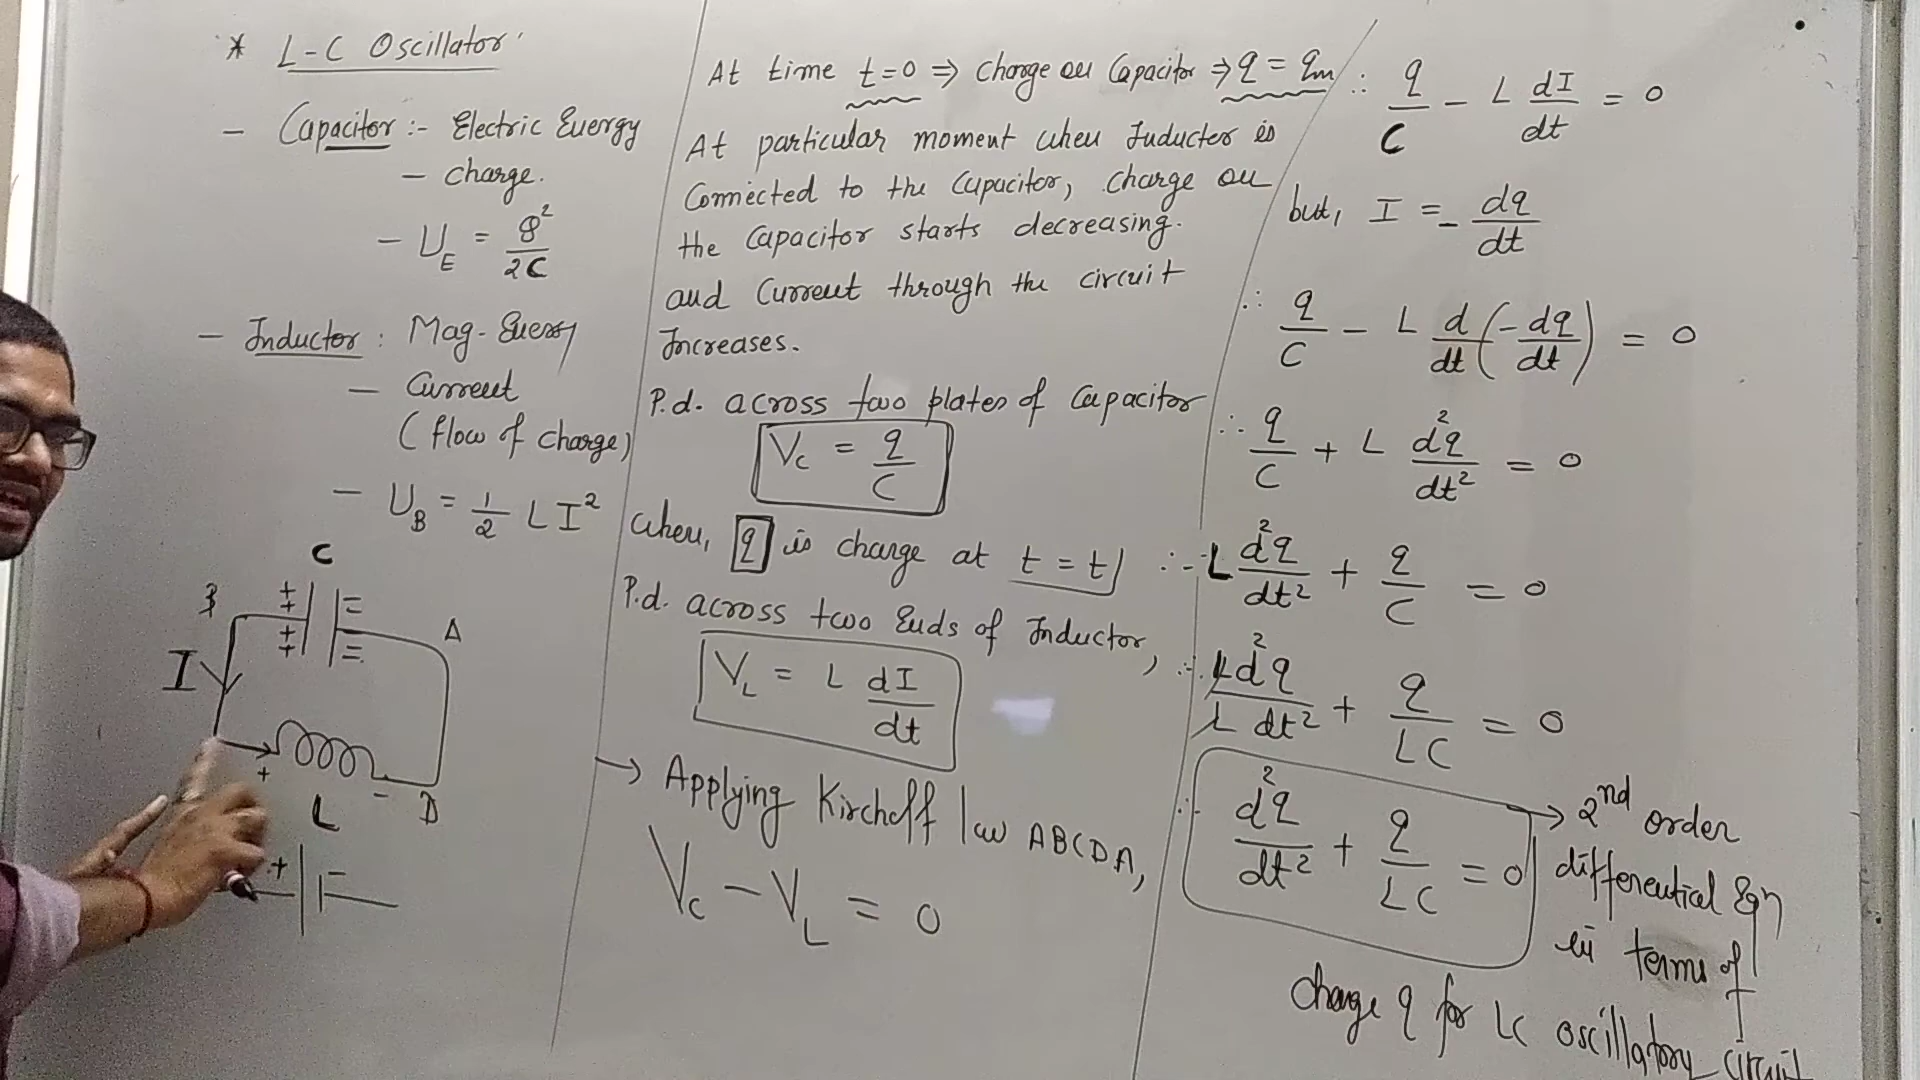 * L-C Oscillator
- Capacitor :- Electric Energy
- charge.
- U_E = q²/2C
- Inductor : Mag. Energy
- Current
(flow of charge)
- U_B = 1/2 LI²
C
B
+ +
+ +
=
=
A
I
+
-
L
D
+
-
At time t=0 ⇒ charge on Capacitor ⇒ q = qm
At particular moment when Inductor is
Connected to the Capacitor, charge on
the Capacitor starts decreasing.
and Current through the circuit
Increases.
P.d. across two plates of Capacitor
V_C = q/C
when, q is charge at t = t
P.d. across two Ends of Inductor,
V_L = L dI/dt
→ Applying Kirchoff law ABCDA,
V_C - V_L = 0
∴ q/C - L dI/dt = 0
but, I = - dq/dt
∴ q/C - L d/dt (- dq/dt) = 0
∴ q/C + L d²q/dt² = 0
∴ L d²q/dt² + q/C = 0
∴ L d²q/L dt² + q/LC = 0
∴ d²q/dt² + q/LC = 0
→ 2nd order
differential Eqn
in terms of
charge q for LC oscillatory circuit